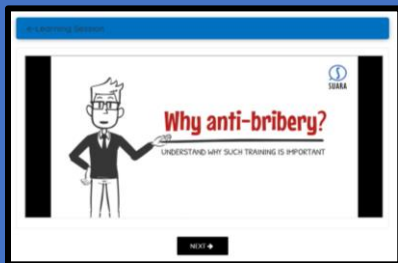 e-Learning Session
SUARA
Why anti-bribery?
UNDERSTAND WHY SUCH TRAINING IS IMPORTANT
NEXT →